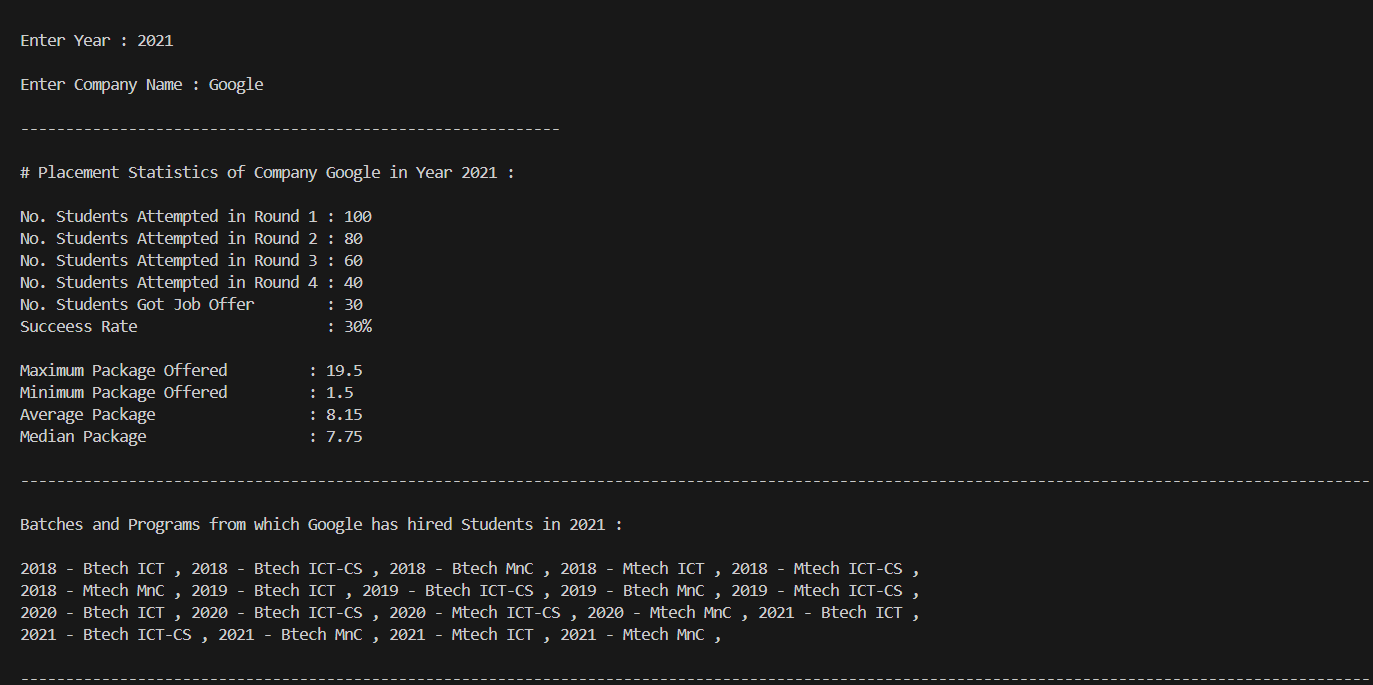 Enter Year : 2021
Enter Company Name : Google
------------------------------------------------------------
# Placement Statistics of Company Google in Year 2021 :
No. Students Attempted in Round 1 : 100
No. Students Attempted in Round 2 : 80
No. Students Attempted in Round 3 : 60
No. Students Attempted in Round 4 : 40
No. Students Got Job Offer        : 30
Succeess Rate                     : 30%
Maximum Package Offered         : 19.5
Minimum Package Offered         : 1.5
Average Package                 : 8.15
Median Package                  : 7.75
------------------------------------------------------------------------------------------------------------------------------------------------------
Batches and Programs from which Google has hired Students in 2021 :
2018 - Btech ICT , 2018 - Btech ICT-CS , 2018 - Btech MnC , 2018 - Mtech ICT , 2018 - Mtech ICT-CS ,
2018 - Mtech MnC , 2019 - Btech ICT , 2019 - Btech ICT-CS , 2019 - Btech MnC , 2019 - Mtech ICT-CS ,
2020 - Btech ICT , 2020 - Btech ICT-CS , 2020 - Mtech ICT-CS , 2020 - Mtech MnC , 2021 - Btech ICT ,
2021 - Btech ICT-CS , 2021 - Btech MnC , 2021 - Mtech ICT , 2021 - Mtech MnC ,
------------------------------------------------------------------------------------------------------------------------------------------------------